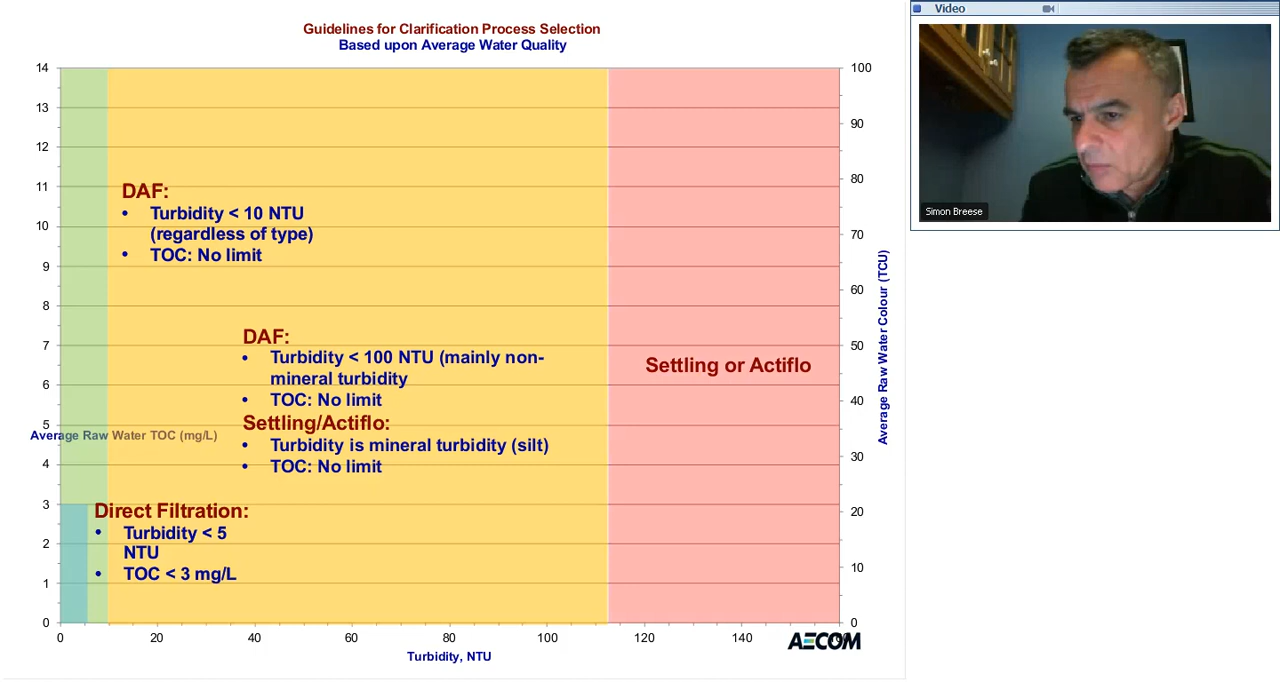 Guidelines for Clarification Process Selection
Based upon Average Water Quality
14
13
12
11
10
9
8
7
6
5
4
3
2
1
0
Average Raw Water TOC (mg/L)
DAF:
• Turbidity < 10 NTU
(regardless of type)
• TOC: No limit
DAF:
• Turbidity < 100 NTU (mainly non-
mineral turbidity
• TOC: No limit
Settling/Actiflo:
• Turbidity is mineral turbidity (silt)
• TOC: No limit
Direct Filtration:
• Turbidity < 5
NTU
• TOC < 3 mg/L
Settling or Actiflo
100
90
80
70
60
50
40
30
20
10
0
Average Raw Water Colour (TCU)
0 20 40 60 80 100 120 140 160
Turbidity, NTU
AECOM
Video
Simon Breese